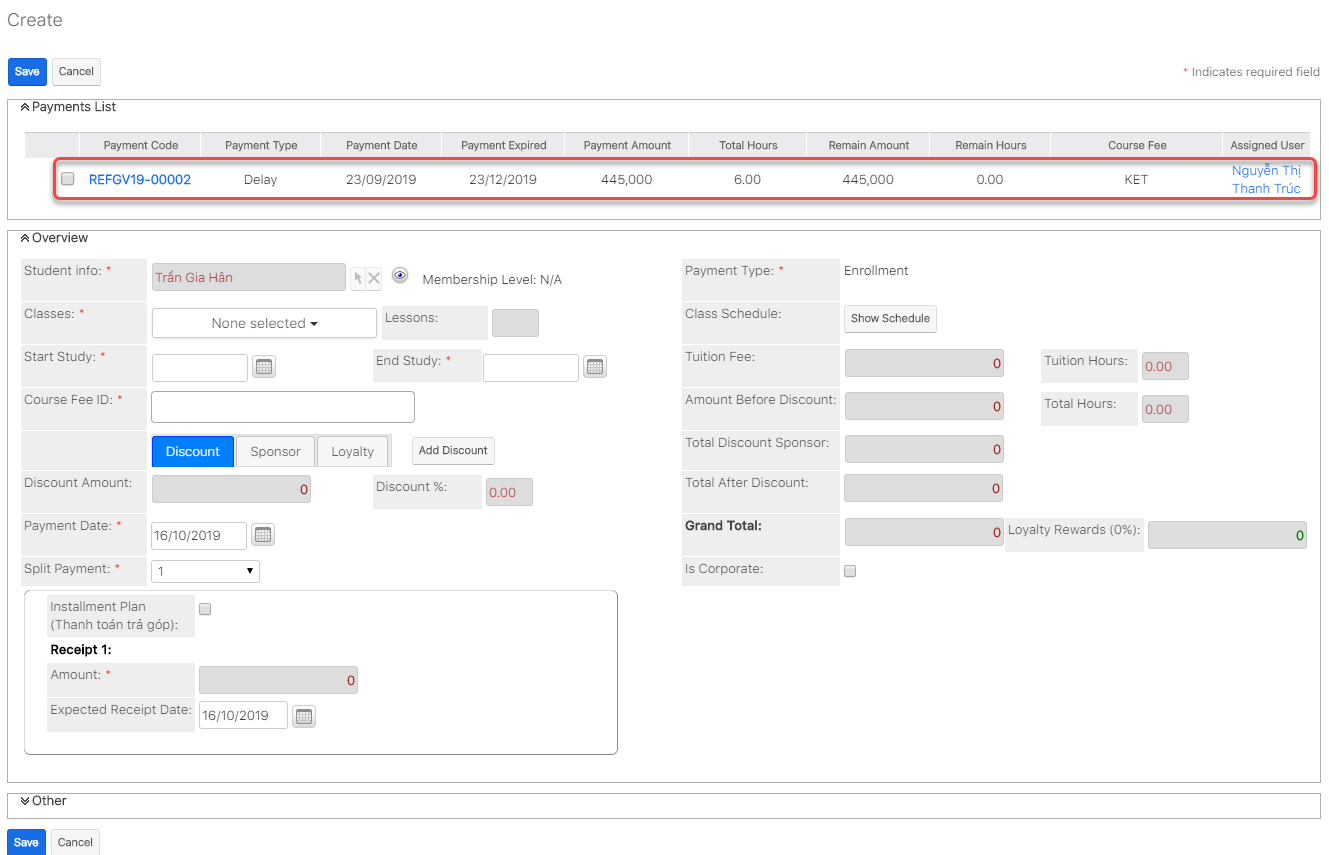 Create
Save Cancel
* Indicates required field
Payments List
Payment Code Payment Type Payment Date Payment Expired Payment Amount Total Hours Remain Amount Remain Hours Course Fee Assigned User
REFGV19-00002 Delay 23/09/2019 23/12/2019 445,000 6.00 445,000 0.00 KET Nguyễn Thị
Thanh Trúc
Overview
Student info: * Trần Gia Hân Membership Level: N/A Payment Type: * Enrollment
Classes: * None selected Lessons: Class Schedule: Show Schedule
Start Study: * End Study: * Tuition Fee: 0 Tuition Hours: 0.00
Course Fee ID: * Amount Before Discount: 0 Total Hours: 0.00
Discount Sponsor Loyalty Add Discount Total Discount Sponsor: 0
Discount Amount: 0 Discount %: 0.00 Total After Discount: 0
Payment Date: * 16/10/2019 Grand Total: 0 Loyalty Rewards (0%): 0
Split Payment: * 1 Is Corporate:
Installment Plan
(Thanh toán trả góp):
Receipt 1:
Amount: * 0
Expected Receipt Date: 16/10/2019
Other
Save Cancel